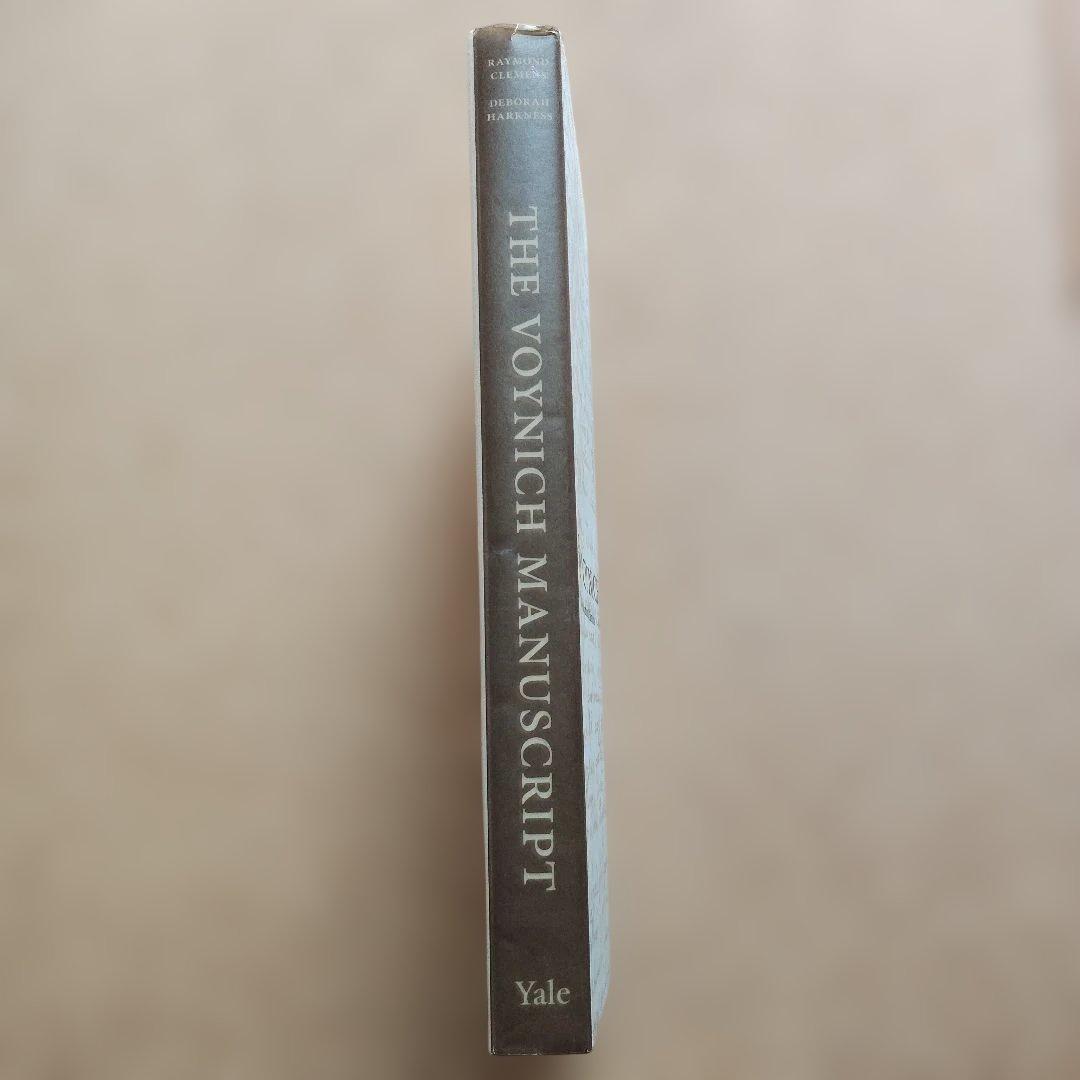 RAYMOND
CLEMENS
DEBORAH
HARKNESS
THE VOYNICH MANUSCRIPT
Yale